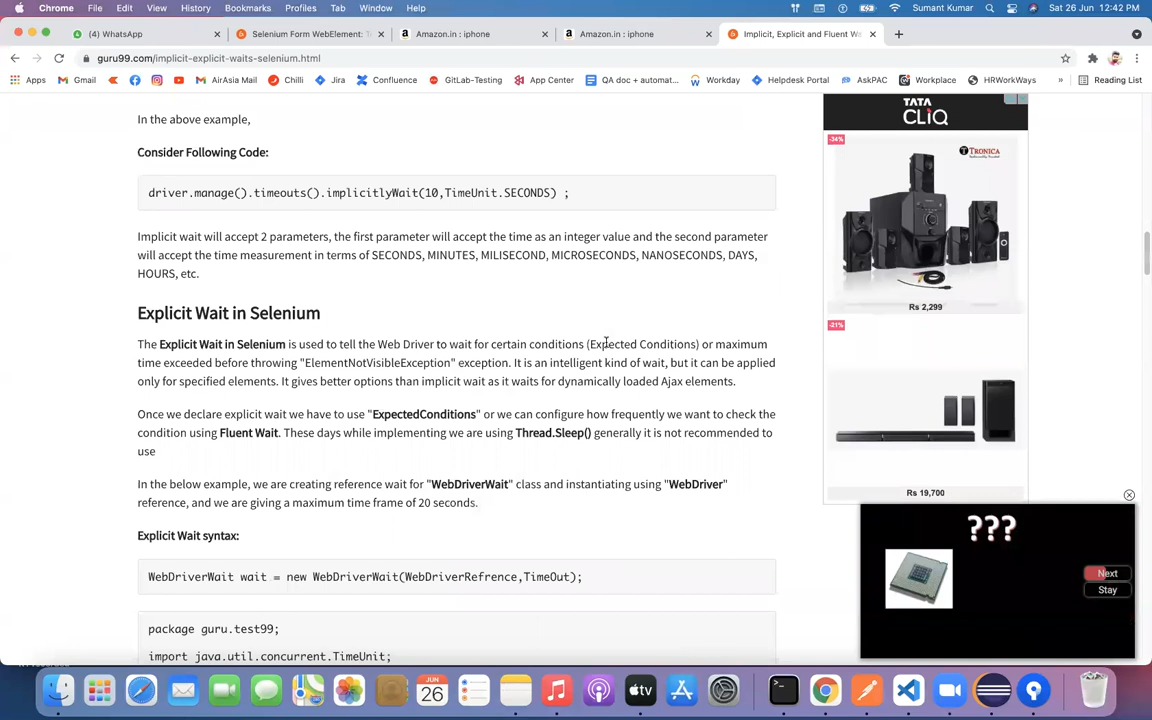 Chrome File Edit View History Bookmarks Profiles Tab Window Help Sumant Kumar Sat 26 Jun 12:42 PM
(4) WhatsApp Selenium Form WebElement: T Amazon.in : iphone Amazon.in : iphone Implicit, Explicit and Fluent Wa
guru99.com/implicit-explicit-waits-selenium.html
Apps Gmail AirAsia Mail Chilli Jira Confluence GitLab-Testing App Center QA doc + automat... Workday Helpdesk Portal AskPAC Workplace HRWorkWays » Reading List
In the above example,
Consider Following Code:
driver.manage().timeouts().implicitlyWait(10,TimeUnit.SECONDS) ;
Implicit wait will accept 2 parameters, the first parameter will accept the time as an integer value and the second parameter
will accept the time measurement in terms of SECONDS, MINUTES, MILISECOND, MICROSECONDS, NANOSECONDS, DAYS,
HOURS, etc.
Explicit Wait in Selenium
The Explicit Wait in Selenium is used to tell the Web Driver to wait for certain conditions (Expected Conditions) or maximum
time exceeded before throwing "ElementNotVisibleException" exception. It is an intelligent kind of wait, but it can be applied
only for specified elements. It gives better options than implicit wait as it waits for dynamically loaded Ajax elements.
Once we declare explicit wait we have to use "ExpectedConditions" or we can configure how frequently we want to check the
condition using Fluent Wait. These days while implementing we are using Thread.Sleep() generally it is not recommended to
use
In the below example, we are creating reference wait for "WebDriverWait" class and instantiating using "WebDriver"
reference, and we are giving a maximum time frame of 20 seconds.
Explicit Wait syntax:
WebDriverWait wait = new WebDriverWait(WebDriverRefrence,TimeOut);
package guru.test99;
import java.util.concurrent.TimeUnit;
TATA
CLiQ
-34%
TRONICA
Rs 2,299
-21%
Rs 19,700
???
Next
Stay
JUN
26
tv